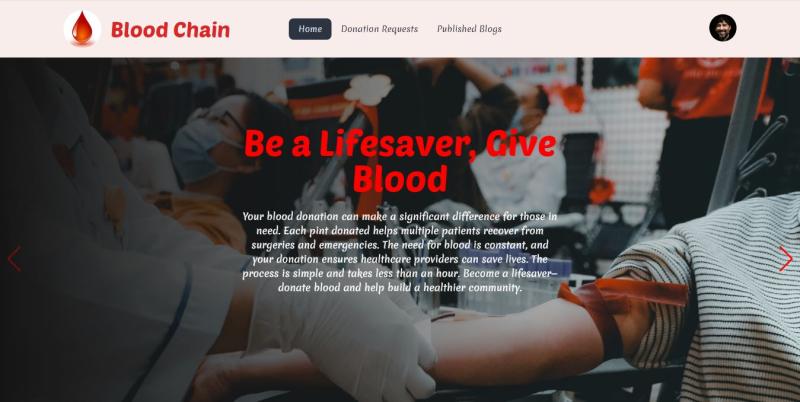 Blood Chain
Home
Donation Requests
Published Blogs
Be a Lifesaver, Give
Blood
Your blood donation can make a significant difference for those in
need. Each pint donated helps multiple patients recover from
surgeries and emergencies. The need for blood is constant, and
your donation ensures healthcare providers can save lives. The
process is simple and takes less than an hour. Become a lifesaver—
donate blood and help build a healthier community.